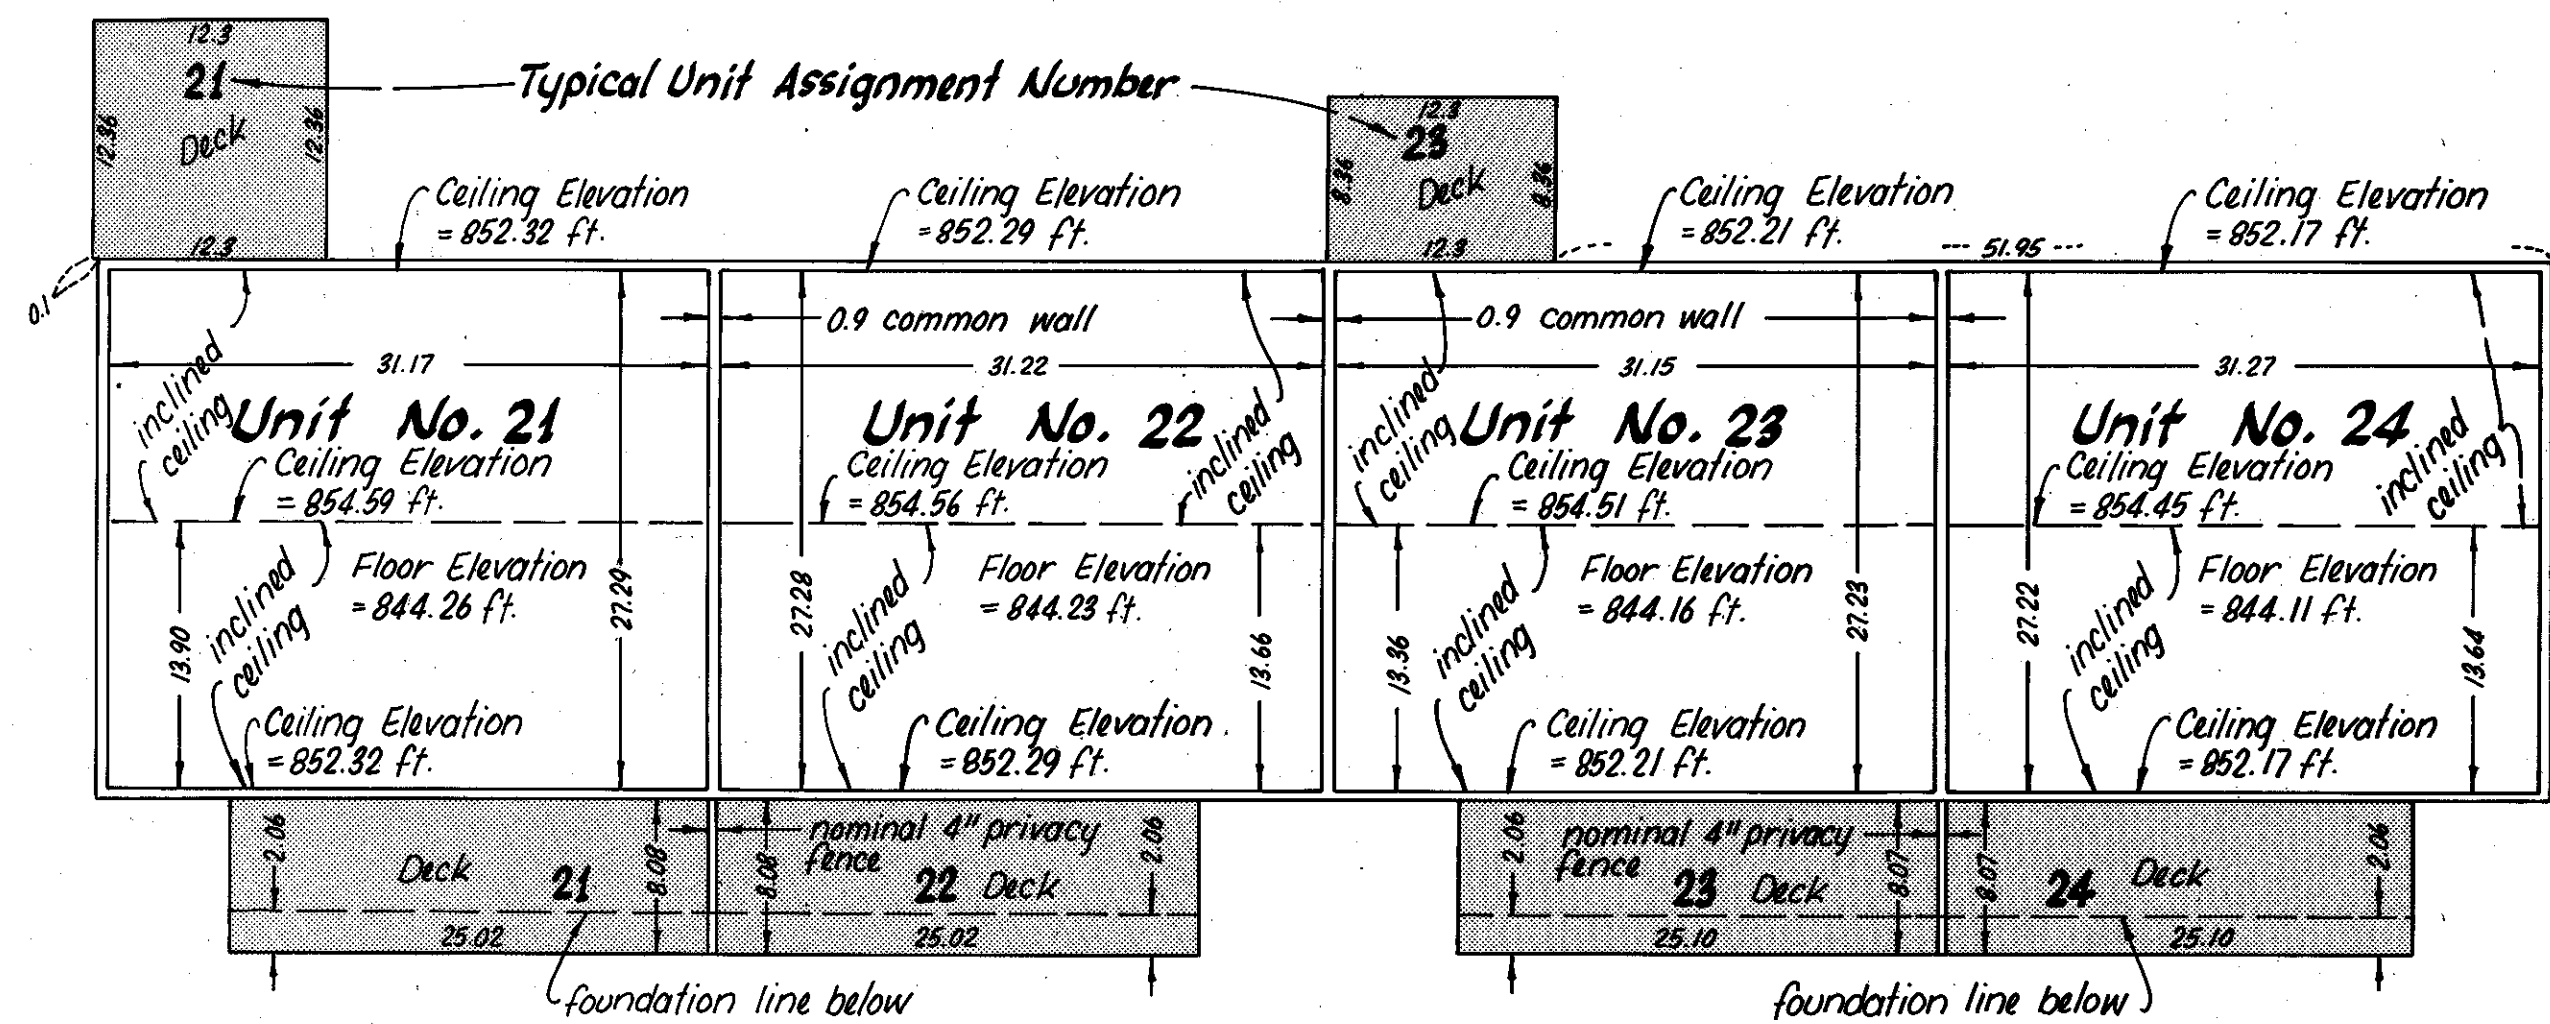 12.3
21
Typical Unit Assignment Number
12.36
Deck
12.36
12.3
12.3
23
8.36
Deck
8.36
12.3
Ceiling Elevation
= 852.32 ft.
Ceiling Elevation
= 852.29 ft.
Ceiling Elevation
= 852.21 ft.
Ceiling Elevation
= 852.17 ft.
51.95
0.1
0.9 common wall
0.9 common wall
31.17
31.22
31.15
31.27
inclined
ceiling
Unit No. 21
Ceiling Elevation
= 854.59 ft.
Unit No. 22
Ceiling Elevation
= 854.56 ft.
inclined
ceiling
inclined
ceiling
Unit No. 23
Ceiling Elevation
= 854.51 ft.
Unit No. 24
Ceiling Elevation
= 854.45 ft.
inclined
ceiling
13.90
inclined
ceiling
Floor Elevation
= 844.26 ft.
27.29
27.28
inclined
ceiling
Floor Elevation
= 844.23 ft.
13.66
13.36
inclined
ceiling
Floor Elevation
= 844.16 ft.
27.23
27.22
inclined
ceiling
Floor Elevation
= 844.11 ft.
13.64
Ceiling Elevation
= 852.32 ft.
Ceiling Elevation
= 852.29 ft.
Ceiling Elevation
= 852.21 ft.
Ceiling Elevation
= 852.17 ft.
2.06
Deck
21
8.08
8.08
nominal 4" privacy
fence
22 Deck
2.06
2.06
nominal 4" privacy
fence
23 Deck
8.07
8.07
24
Deck
2.06
25.02
25.02
25.10
25.10
foundation line below
foundation line below